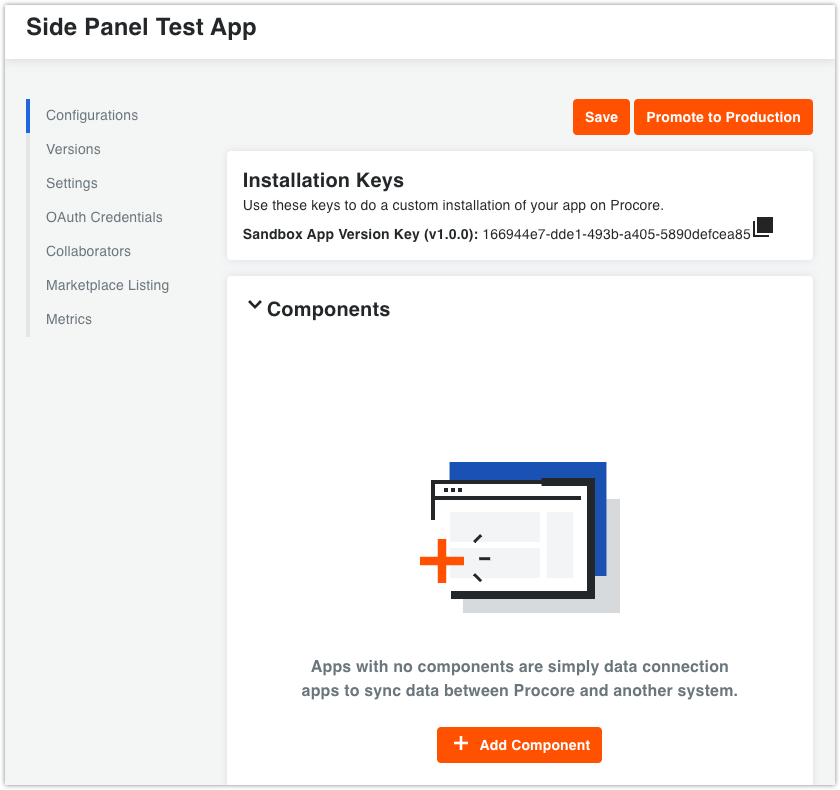 Side Panel Test App
Configurations
Versions
Settings
OAuth Credentials
Collaborators
Marketplace Listing
Metrics
Save
Promote to Production
Installation Keys
Use these keys to do a custom installation of your app on Procore.
Sandbox App Version Key (v1.0.0): 166944e7-dde1-493b-a405-5890defcea85
Components
Apps with no components are simply data connection
apps to sync data between Procore and another system.
Add Component